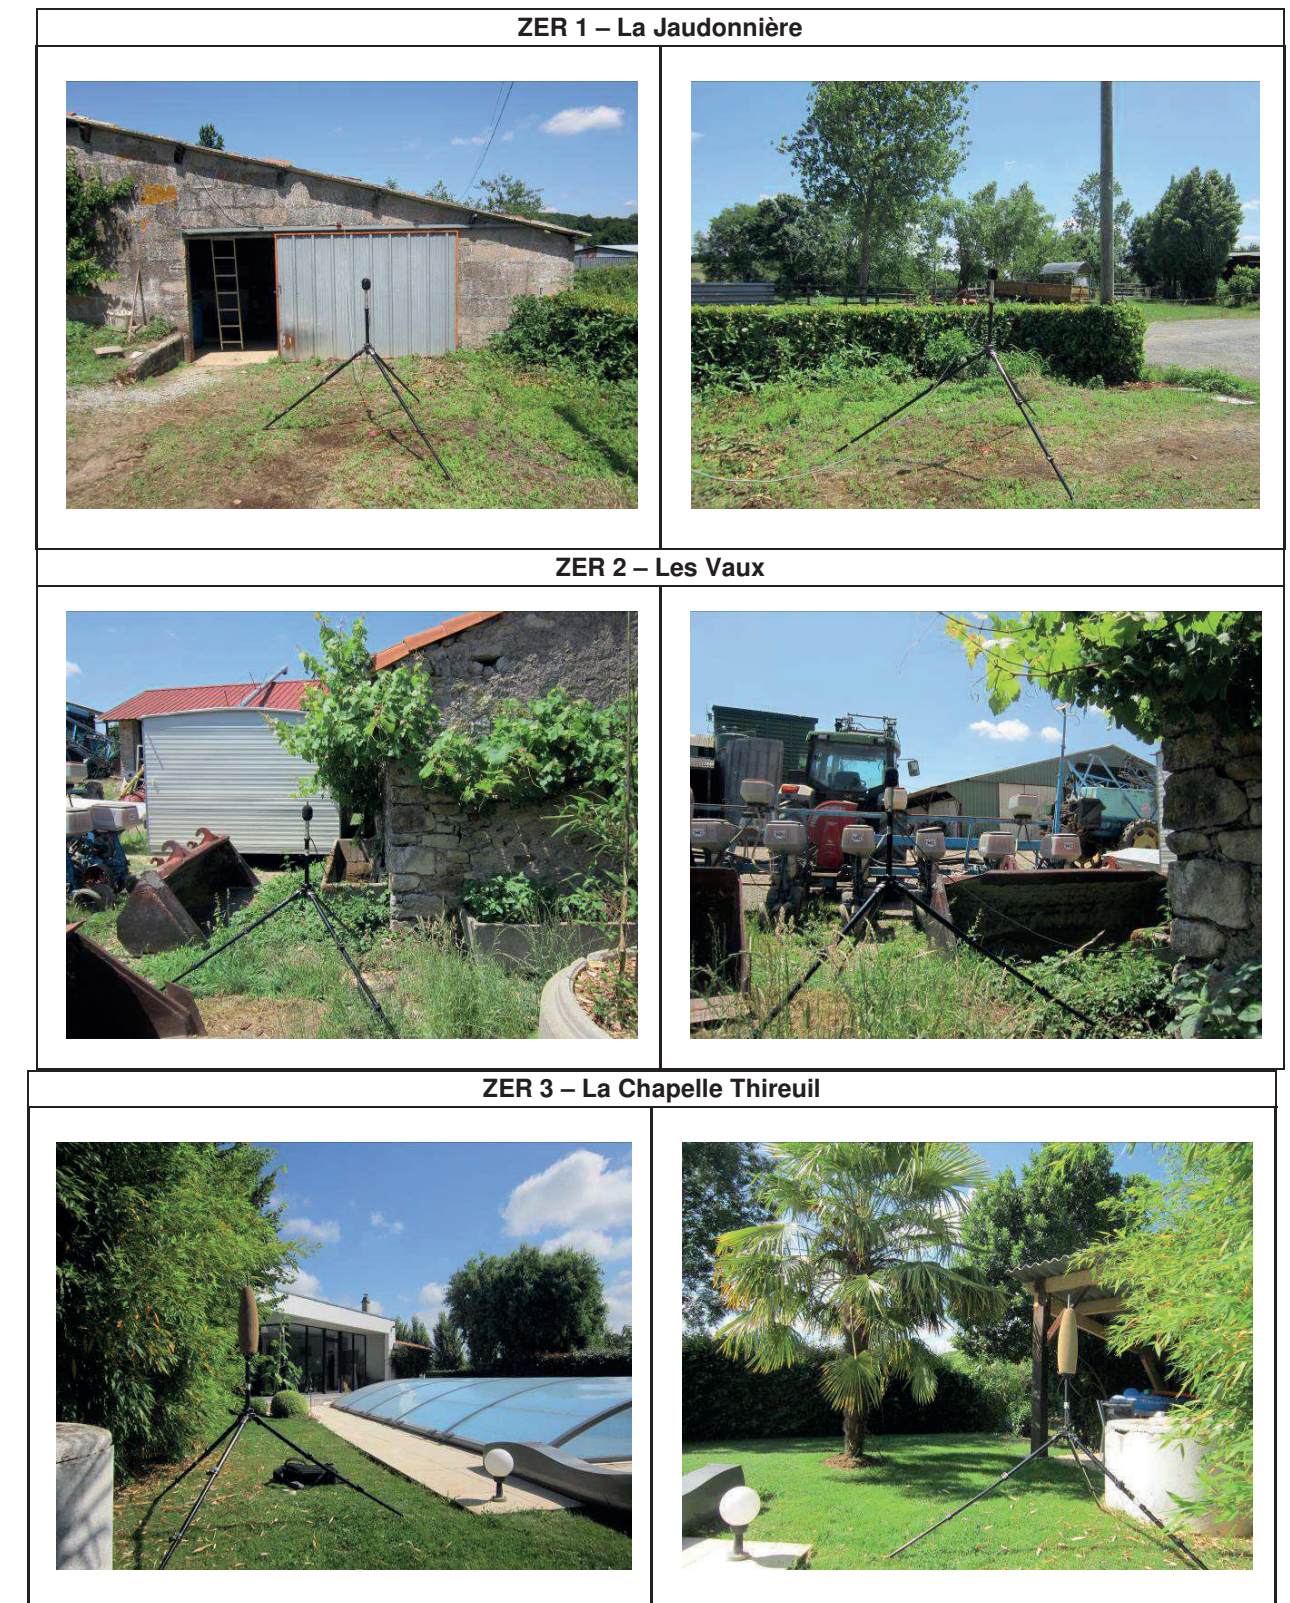 ZER 1 – La Jaudonnière
ZER 2 – Les Vaux
ZER 3 – La Chapelle Thireuil